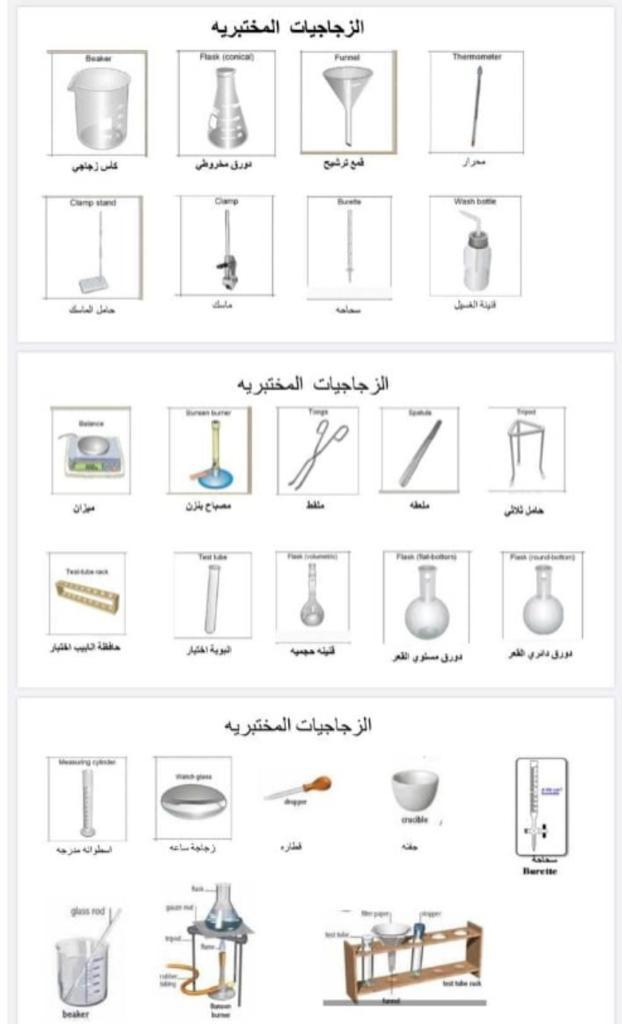 الزجاجيات المختبريه
Beaker
Flask (conical)
Funnel
Thermometer
كأس زجاجي
دورق مخروطي
قمع ترشيح
محرار
Clamp stand
Clamp
Burette
Wash bottle
حامل الماسك
ماسك
سحاحه
قنينة الغسيل
الزجاجيات المختبريه
Balance
Bunsen burner
Tongs
Spatula
Tripod
ميزان
مصباح بنزن
ملقط
ملعقه
حامل ثلاثي
Test-tube rack
Test tube
Flask (volumetric)
Flask (flat-bottom)
Flask (round-bottom)
حافظة انابيب اختبار
انبوبة اختبار
قنينه حجميه
دورق مستوي القعر
دورق دائري القعر
الزجاجيات المختبريه
Measuring cylinder
Watch glass
dropper
crucible
اسطوانه مدرجه
زجاجة ساعه
قطاره
جفنه
سحاحة
Burette
glass rod
beaker
flask
gauze mat
tripod
flame
rubber tubing
Bunsen burner
filter paper
stopper
test tube
funnel
test tube rack